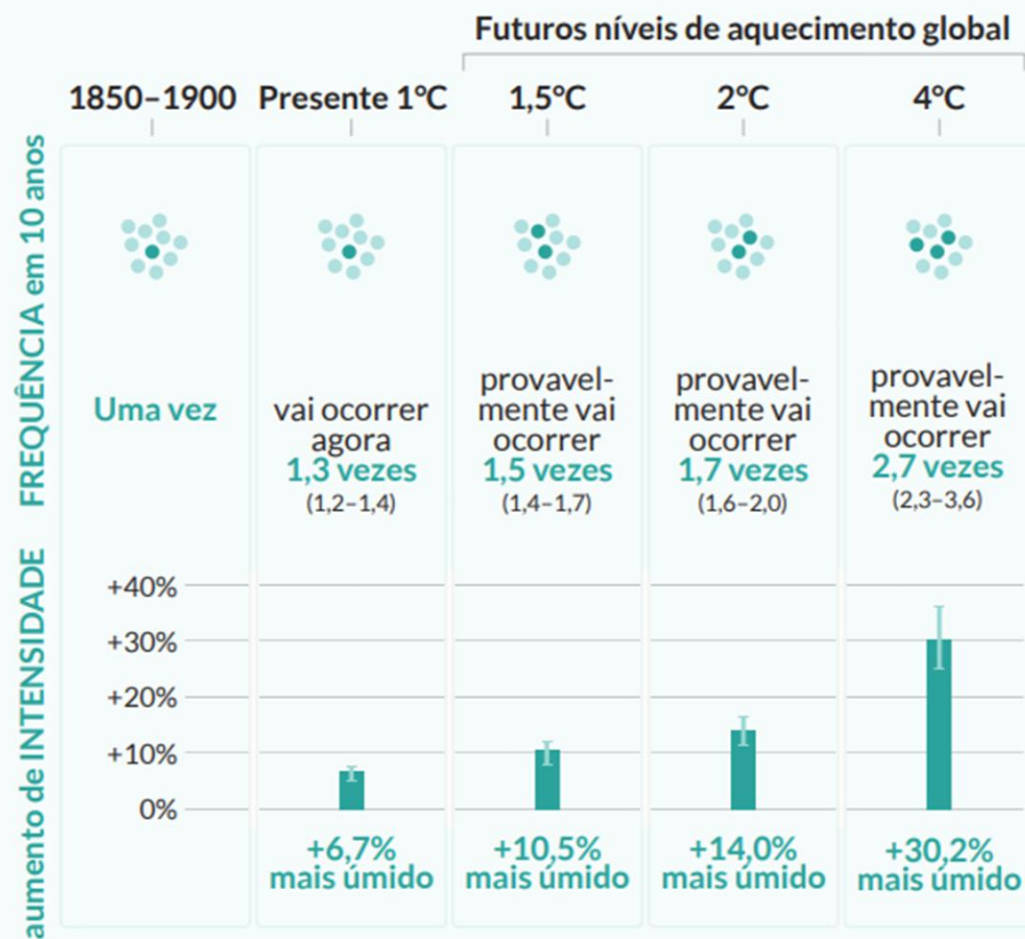 Futuros níveis de aquecimento global
1850–1900 Presente 1°C 1,5°C 2°C 4°C
FREQUÊNCIA em 10 anos
Uma vez
vai ocorrer
agora
1,3 vezes
(1,2–1,4)
provavel-
mente vai
ocorrer
1,5 vezes
(1,4–1,7)
provavel-
mente vai
ocorrer
1,7 vezes
(1,6–2,0)
provavel-
mente vai
ocorrer
2,7 vezes
(2,3–3,6)
aumento de INTENSIDADE
+40%
+30%
+20%
+10%
0%
+6,7%
mais úmido
+10,5%
mais úmido
+14,0%
mais úmido
+30,2%
mais úmido